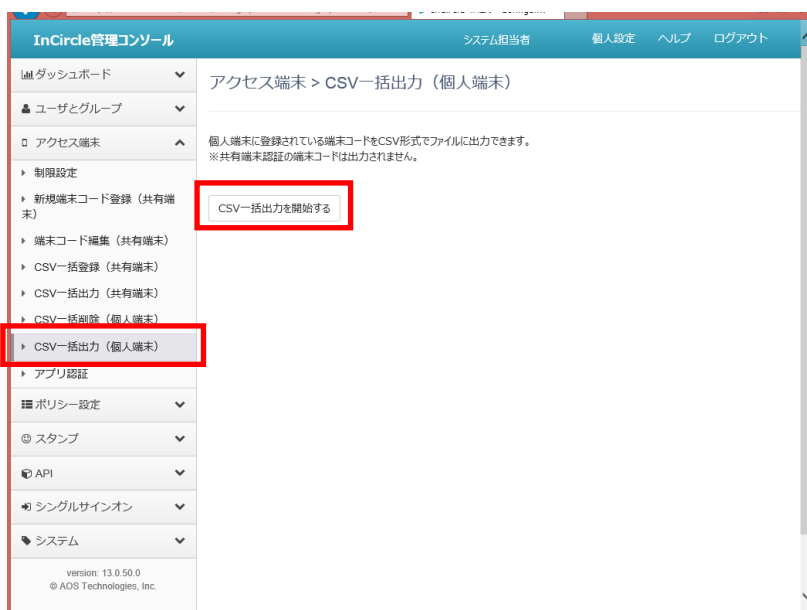 InCircle管理コンソール
システム担当者
個人設定
ヘルプ
ログアウト
ダッシュボード
ユーザとグループ
アクセス端末
制限設定
新規端末コード登録（共有端
末）
端末コード編集（共有端末）
CSV一括登録（共有端末）
CSV一括出力（共有端末）
CSV一括削除（個人端末）
CSV一括出力（個人端末）
アプリ認証
ポリシー設定
スタンプ
API
シングルサインオン
システム
version: 13.0.50.0
© AOS Technologies, Inc.
アクセス端末 > CSV一括出力（個人端末）
個人端末に登録されている端末コードをCSV形式でファイルに出力できます。
※共有端末認証の端末コードは出力されません。
CSV一括出力を開始する